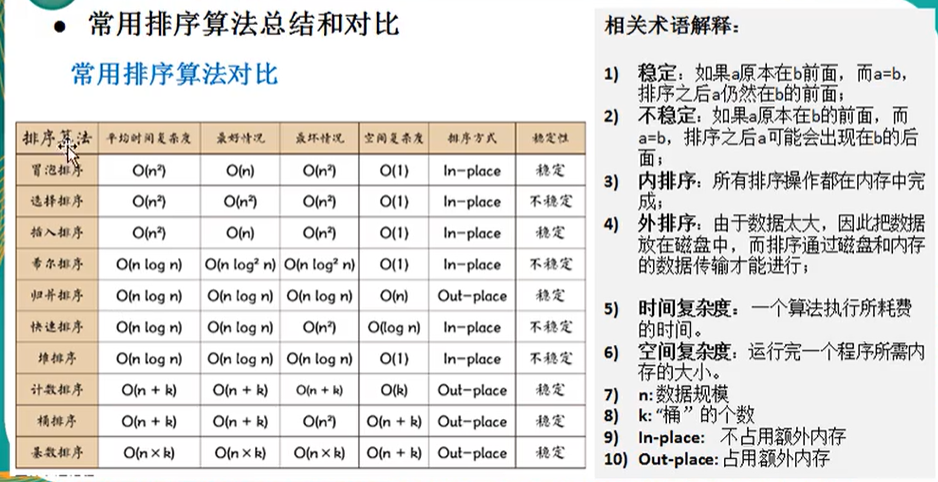 ● 常用排序算法总结和对比
常用排序算法对比
排序算法 平均时间复杂度 最好情况 最坏情况 空间复杂度 排序方式 稳定性
冒泡排序 O(n²) O(n) O(n²) O(1) In-place 稳定
选择排序 O(n²) O(n²) O(n²) O(1) In-place 不稳定
插入排序 O(n²) O(n) O(n²) O(1) In-place 稳定
希尔排序 O(n log n) O(n log² n) O(n log² n) O(1) In-place 不稳定
归并排序 O(n log n) O(n log n) O(n log n) O(n) Out-place 稳定
快速排序 O(n log n) O(n log n) O(n²) O(log n) In-place 不稳定
堆排序 O(n log n) O(n log n) O(n log n) O(1) In-place 不稳定
计数排序 O(n + k) O(n + k) O(n + k) O(k) Out-place 稳定
桶排序 O(n + k) O(n + k) O(n²) O(n + k) Out-place 稳定
基数排序 O(n × k) O(n × k) O(n × k) O(n + k) Out-place 稳定
相关术语解释：
1) 稳定：如果a原本在b前面，而a=b，
排序之后a仍然在b的前面；
2) 不稳定：如果a原本在b的前面，而
a=b，排序之后a可能会出现在b的后
面；
3) 内排序：所有排序操作都在内存中完
成；
4) 外排序：由于数据太大，因此把数据
放在磁盘中，而排序通过磁盘和内存
的数据传输才能进行；
5) 时间复杂度：一个算法执行所耗费
的时间。
6) 空间复杂度：运行完一个程序所需内
存的大小。
7) n: 数据规模
8) k: “桶”的个数
9) In-place: 不占用额外内存
10) Out-place: 占用额外内存